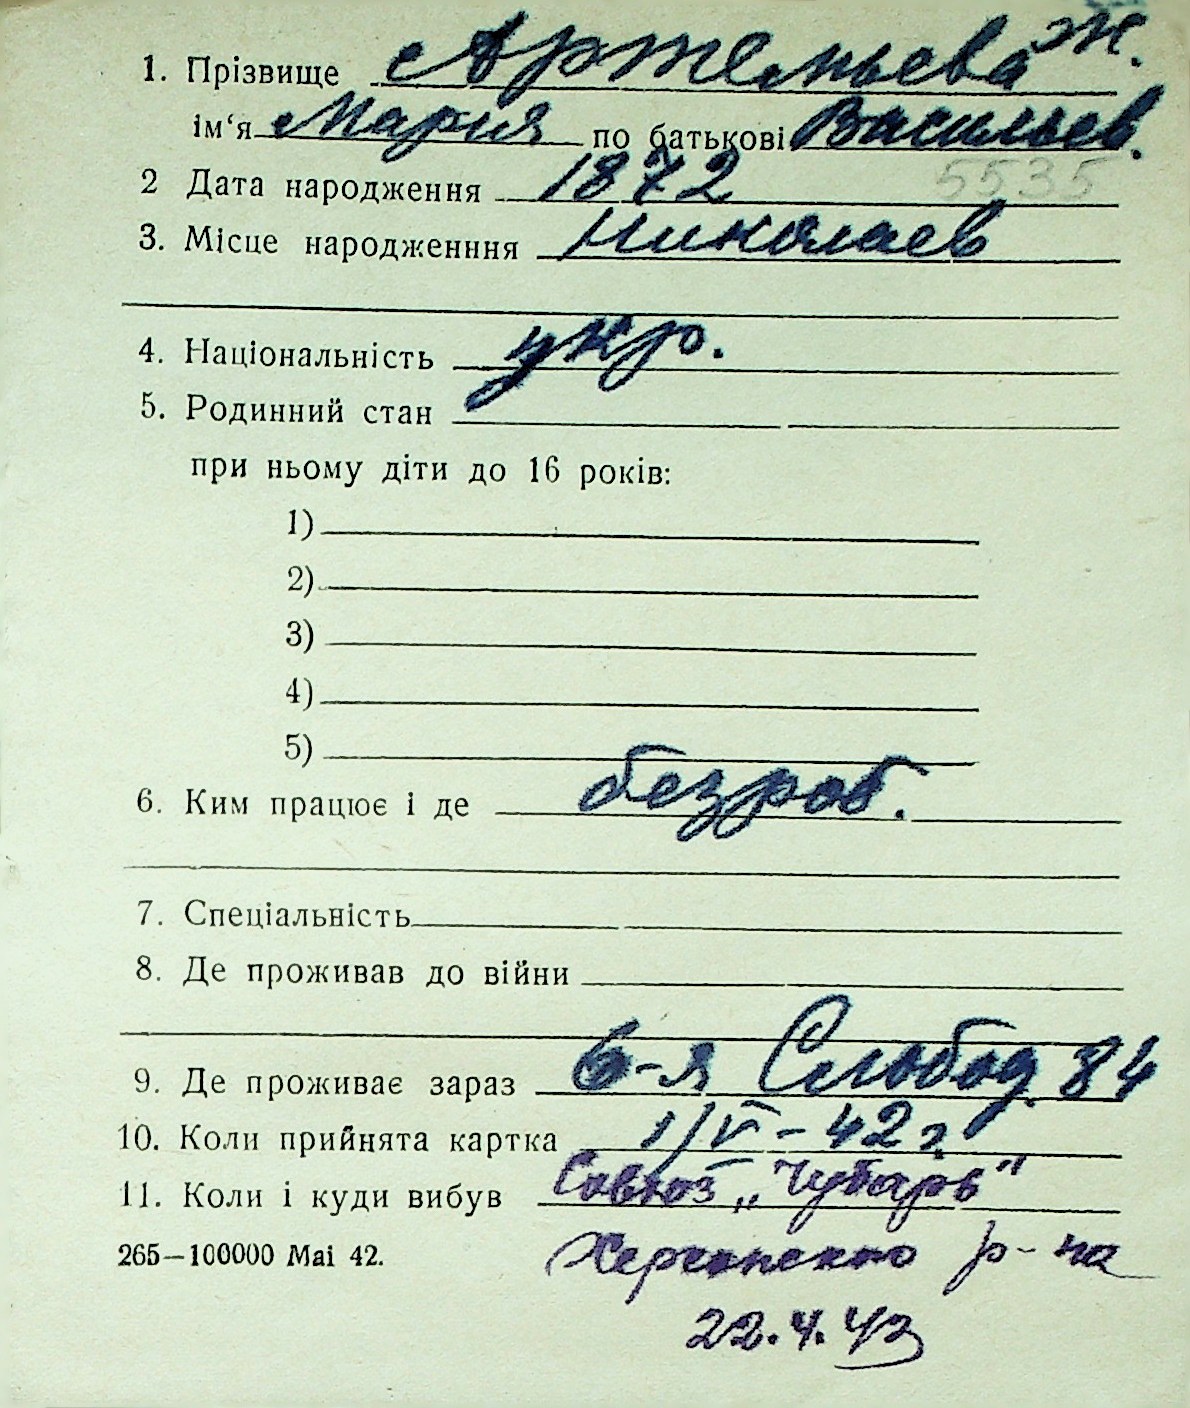 1. Прізвище Артемьева Ж.
ім‘я Мария по батькові Васильев.
5535
2 Дата народження 1872
3. Місце народженння Николаев
4. Національність укр.
5. Родинний стан
при ньому діти до 16 років:
1)
2)
3)
4)
5)
6. Ким працює і де безроб.
7. Спеціальність
8. Де проживав до війни
9. Де проживає зараз 6-я Слобод. 84
10. Коли прийнята картка 1/V-42 г.
11. Коли і куди вибув Совхоз „Чубарь"
265—100000 Mai 42. Херсонского р-на
22.4.43